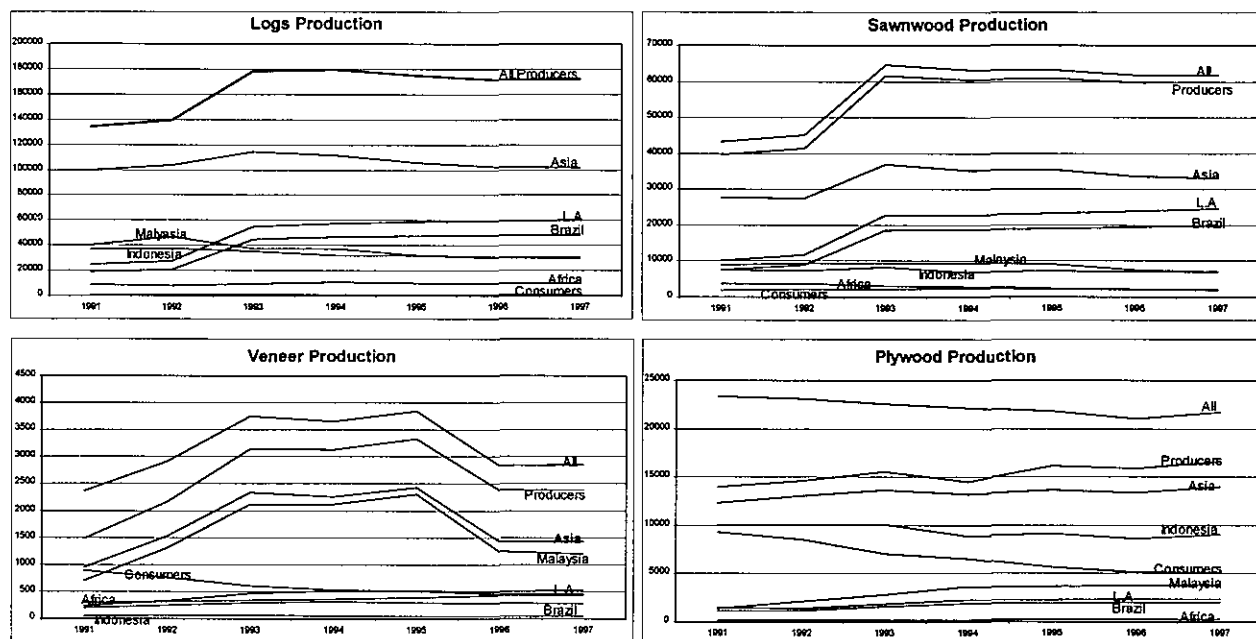 Logs Production
200000
180000
160000
140000
120000
100000
80000
60000
40000
20000
0
All Producers
Asia
L.A
Brazil
Malyasia
Indonesia
Africa
Consumers
1991 1992 1993 1994 1995 1996 1997
Sawnwood Production
70000
60000
50000
40000
30000
20000
10000
0
All
Producers
Asia
L.A
Brazil
Malaysia
Indonesia
Africa
Consumers
1991 1992 1993 1994 1995 1996 1997
Veneer Production
4500
4000
3500
3000
2500
2000
1500
1000
500
0
All
Producers
Asia
Malaysia
Consumers
L.A
Africa
Brazil
Indonesia
1991 1992 1993 1994 1995 1996 1997
Plywood Production
25000
20000
15000
10000
5000
0
All
Producers
Asia
Indonesia
Consumers
Malaysia
L.A
Brazil
Africa
1991 1992 1993 1994 1995 1996 1997